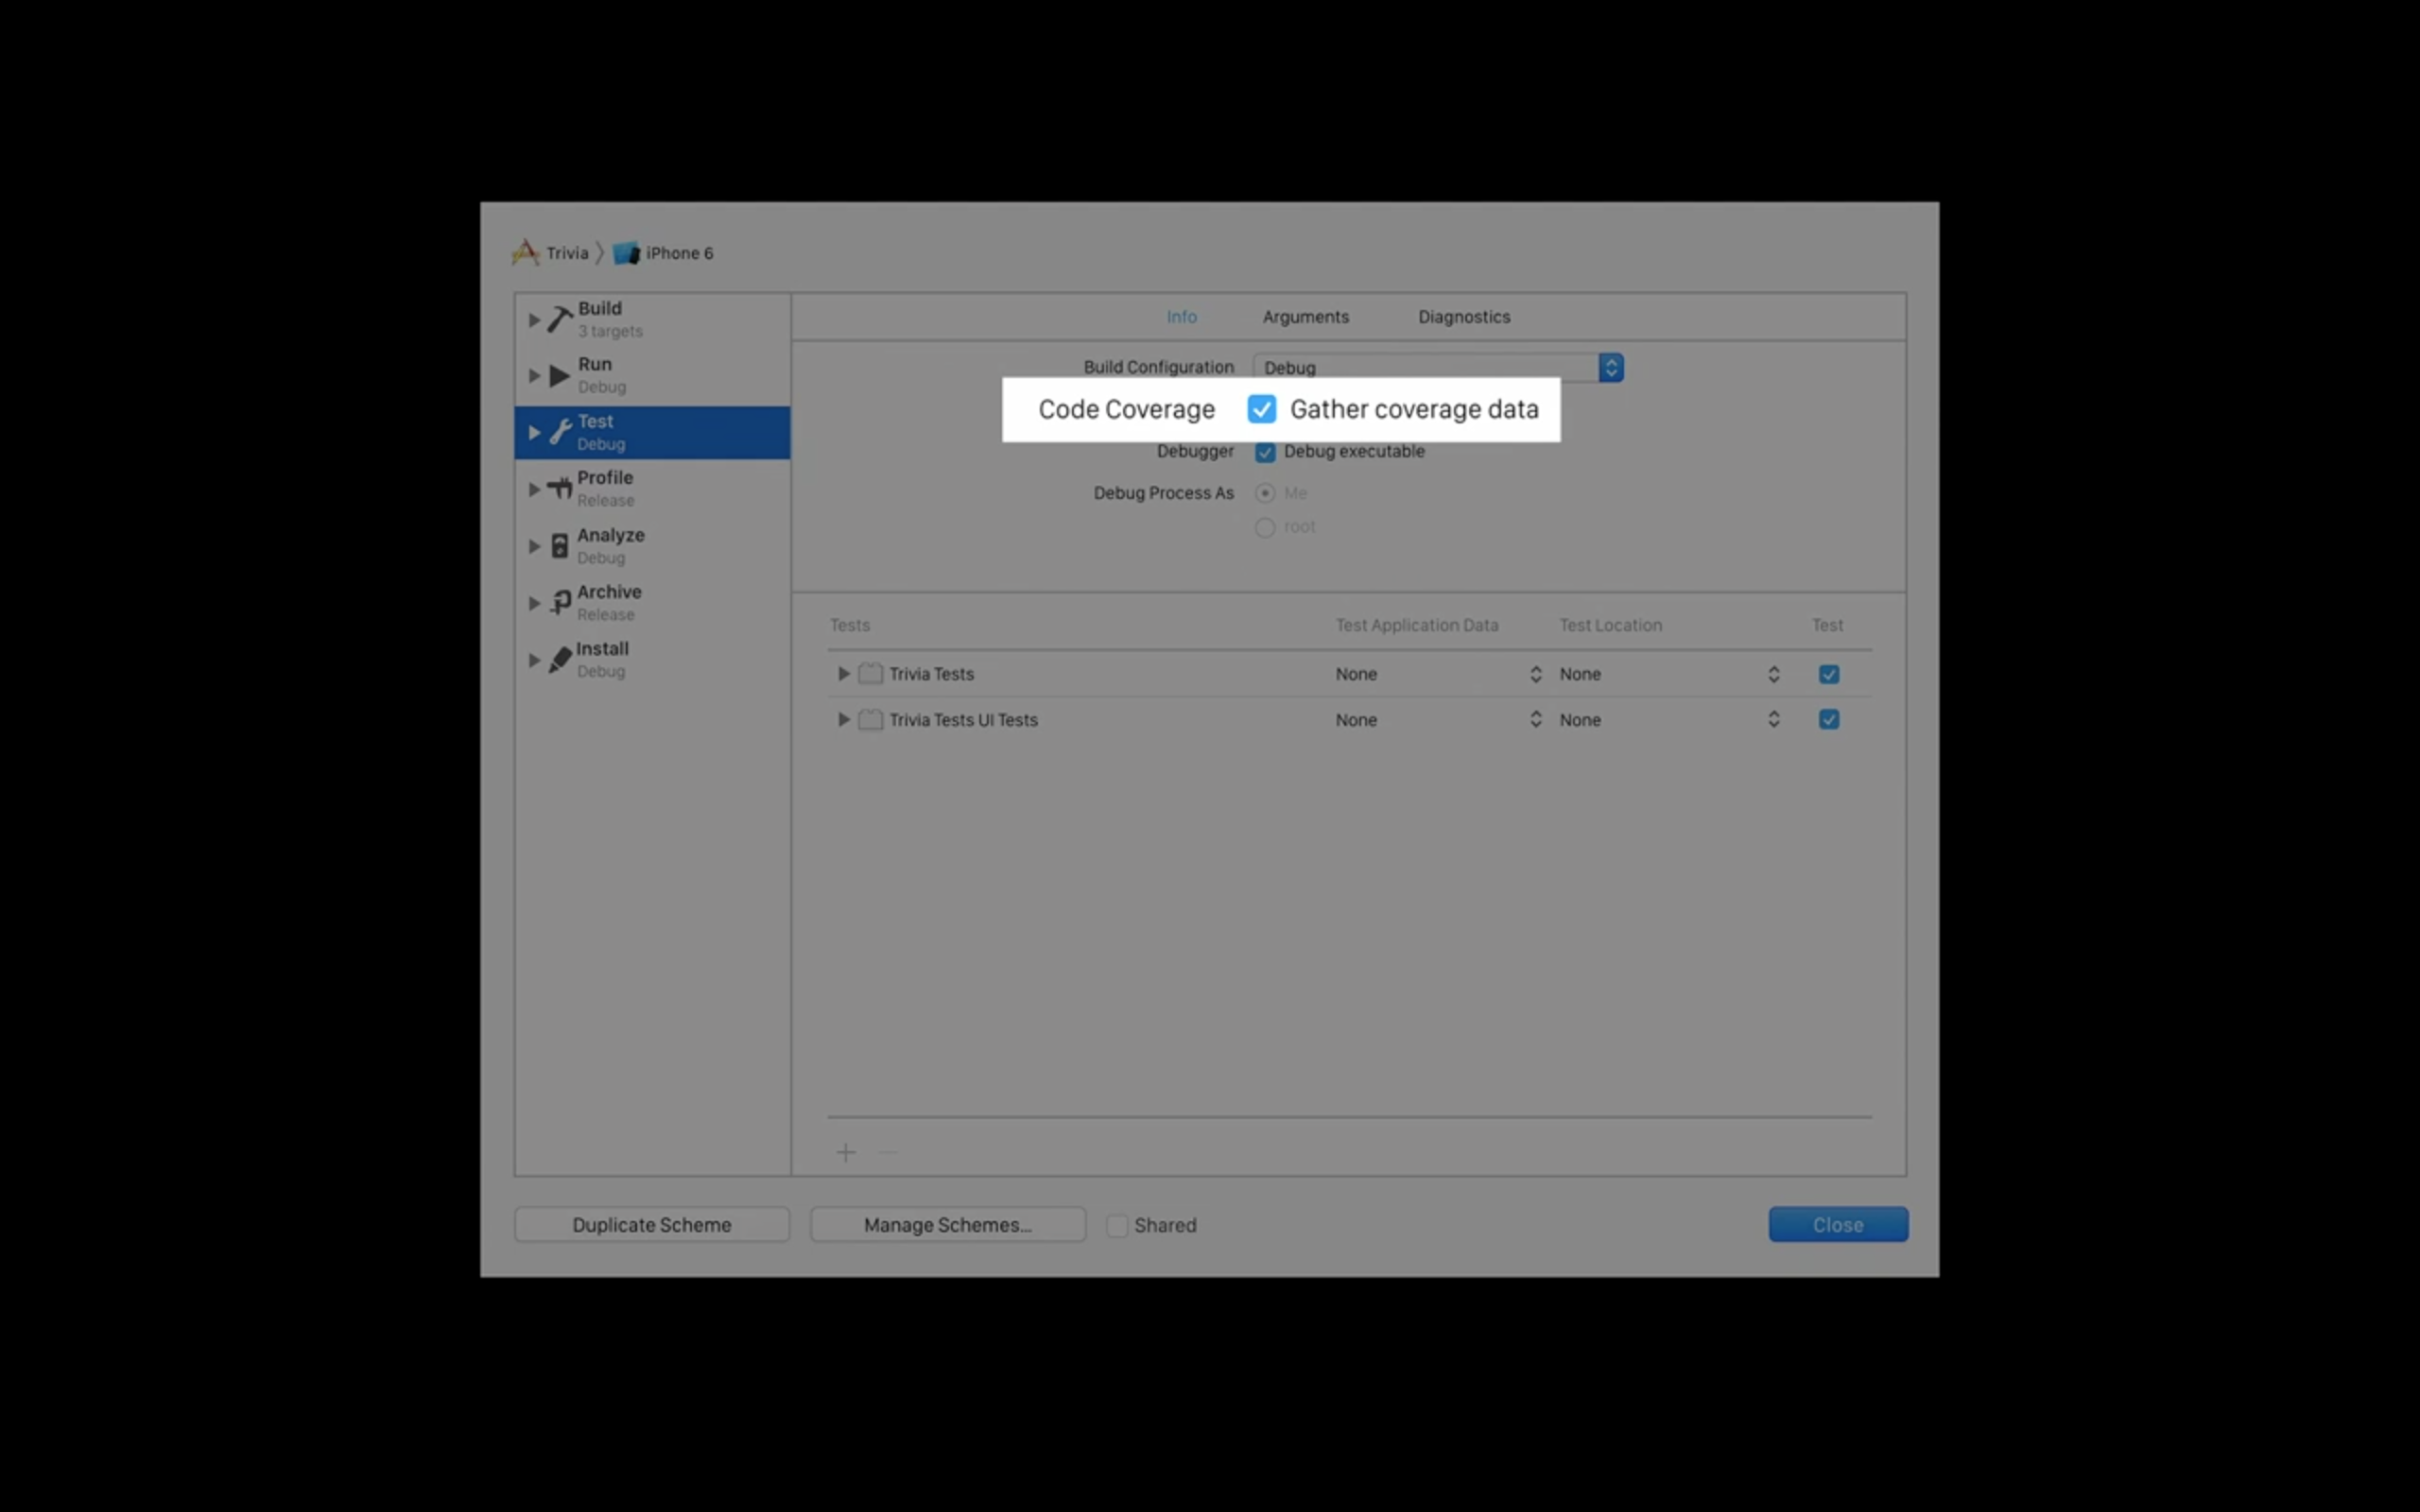 Trivia 〉 iPhone 6
Build
3 targets
Run
Debug
Test
Debug
Profile
Release
Analyze
Debug
Archive
Release
Install
Debug
Info Arguments Diagnostics
Build Configuration Debug
Code Coverage Gather coverage data
Debugger Debug executable
Debug Process As Me
root
Tests Test Application Data Test Location Test
Trivia Tests None None
Trivia Tests UI Tests None None
Duplicate Scheme Manage Schemes... Shared Close